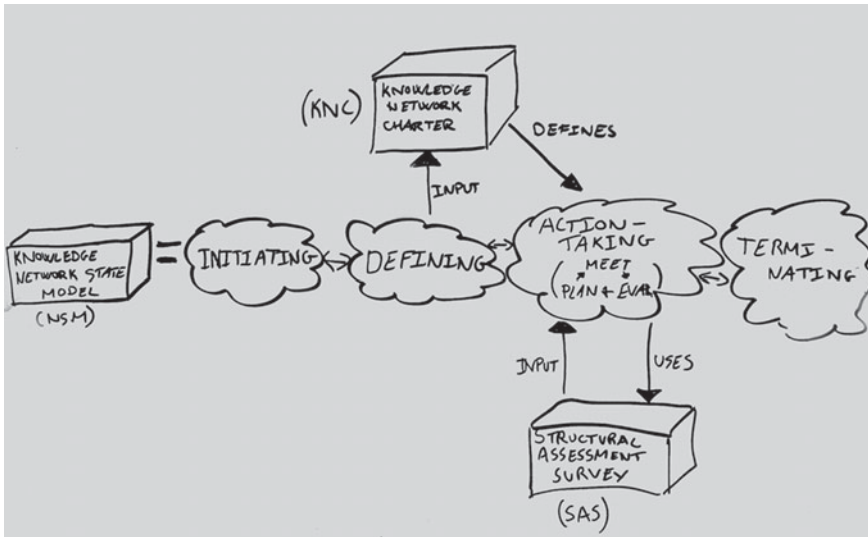 (KNC)
KNOWLEDGE
NETWORK
CHARTER
DEFINES
INPUT
KNOWLEDGE
NETWORK STATE
MODEL
(NSM)
=
INITIATING
DEFINING
ACTION-
TAKING
MEET
(PLAN + EVAL)
TERMI-
NATING
INPUT
USES
STRUCTURAL
ASSESSMENT
SURVEY
(SAS)